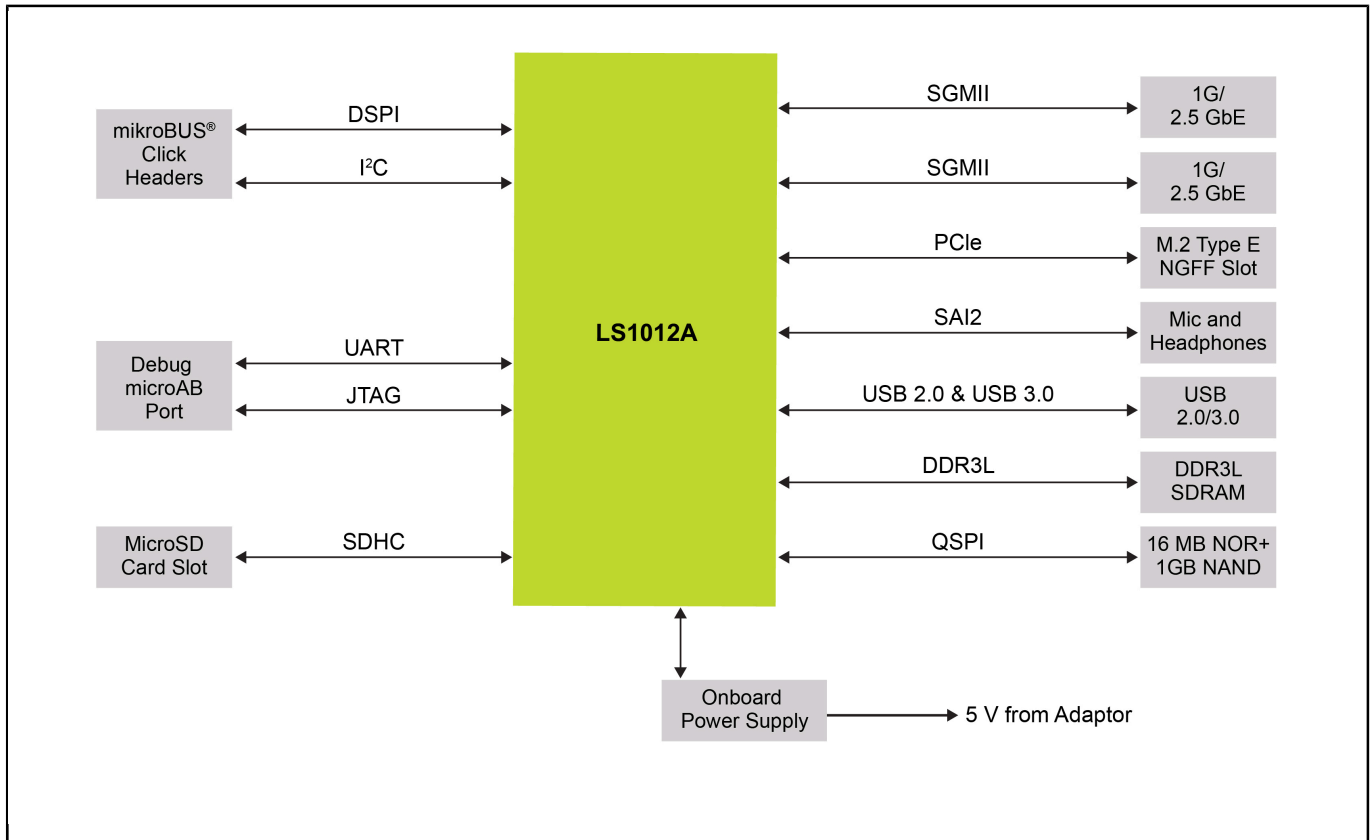 mikroBUS®
Click
Headers
DSPI
I²C
Debug
microAB
Port
UART
JTAG
MicroSD
Card Slot
SDHC
LS1012A
SGMII
1G/
2.5 GbE
SGMII
1G/
2.5 GbE
PCIe
M.2 Type E
NGFF Slot
SAI2
Mic and
Headphones
USB 2.0 & USB 3.0
USB
2.0/3.0
DDR3L
DDR3L
SDRAM
QSPI
16 MB NOR+
1GB NAND
Onboard
Power Supply
5 V from Adaptor